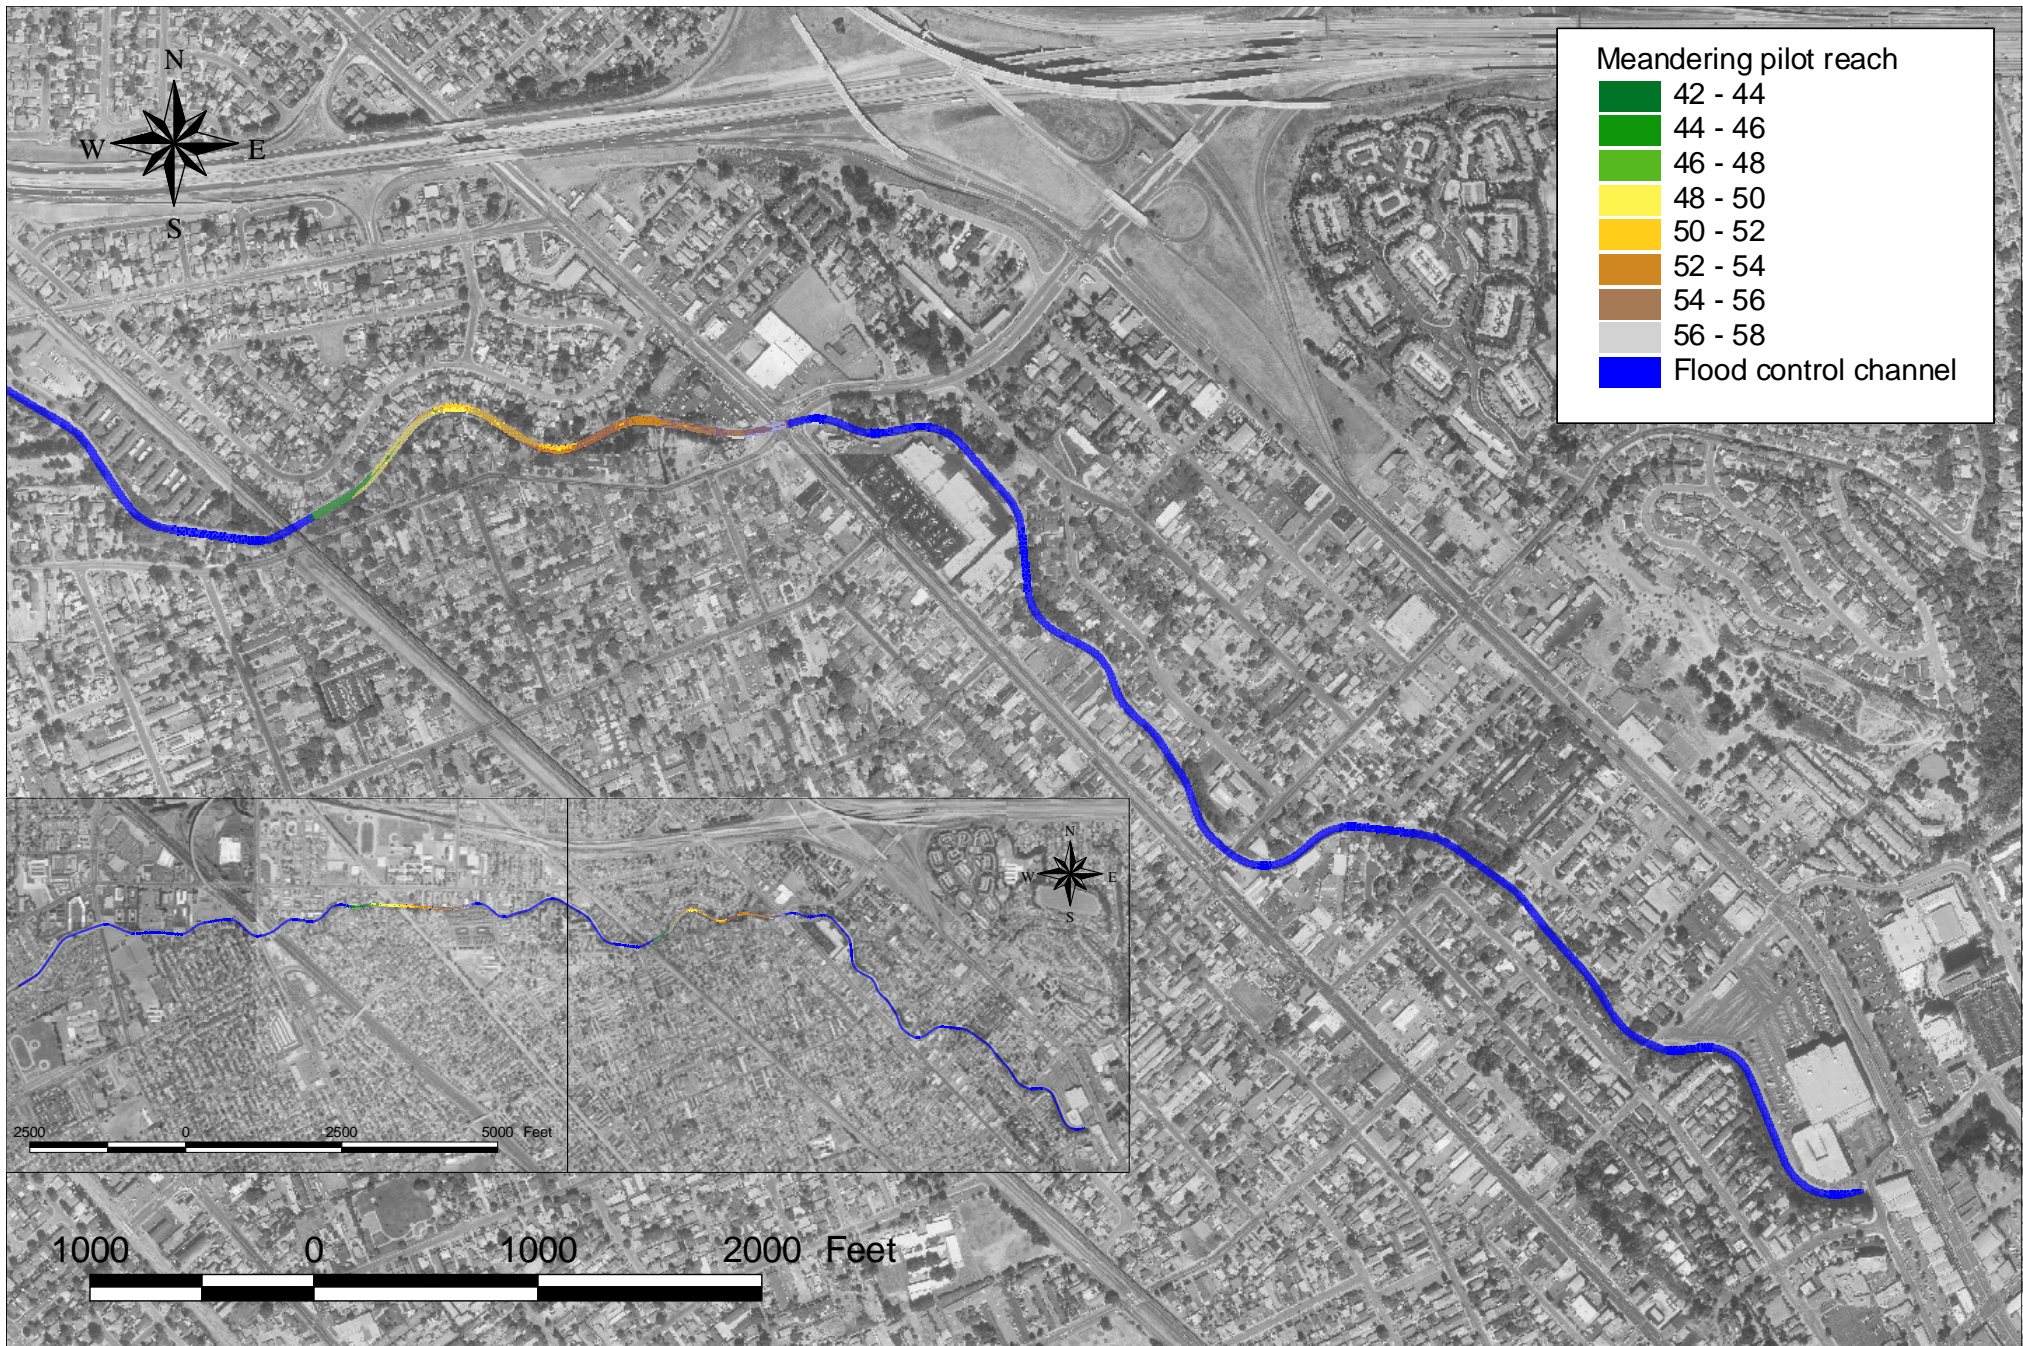 N
W E
S
Meandering pilot reach
42 - 44
44 - 46
46 - 48
48 - 50
50 - 52
52 - 54
54 - 56
56 - 58
Flood control channel
N
W E
S
2500 0 2500 5000 Feet
1000 0 1000 2000 Feet